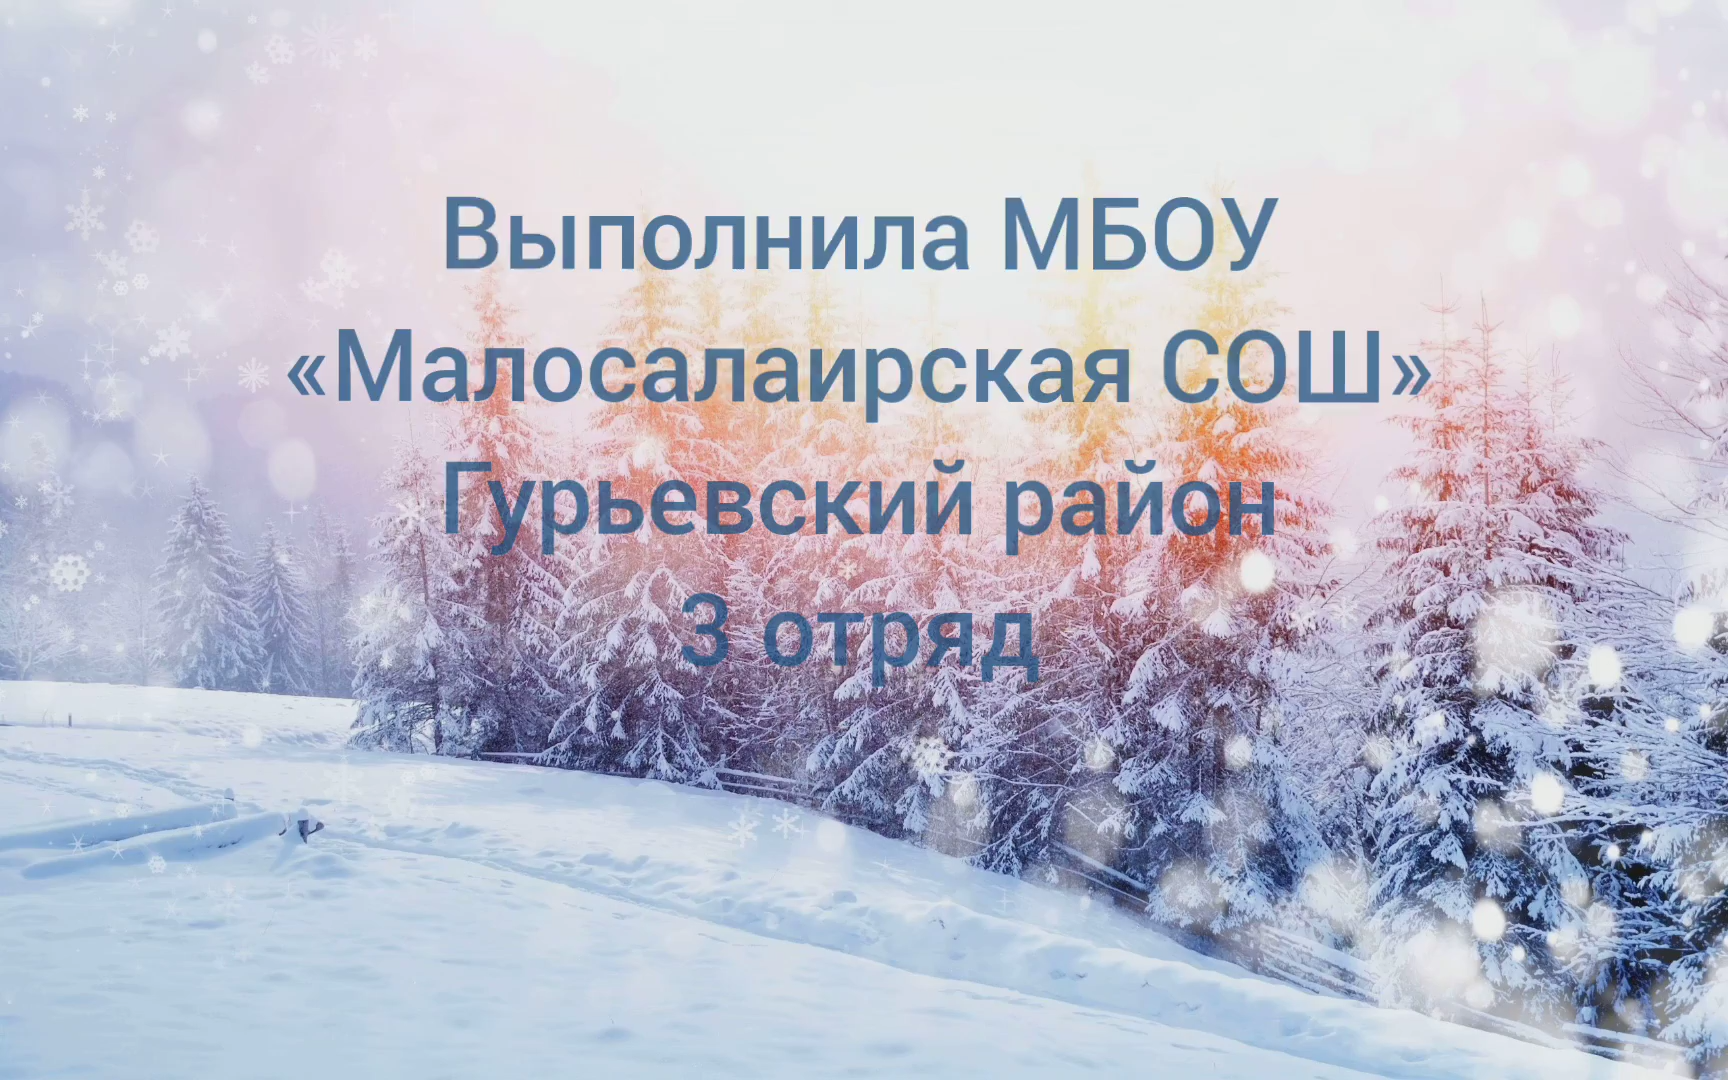 Выполнила МБОУ
«Малосалаирская СОШ»
Гурьевский район
3 отряд